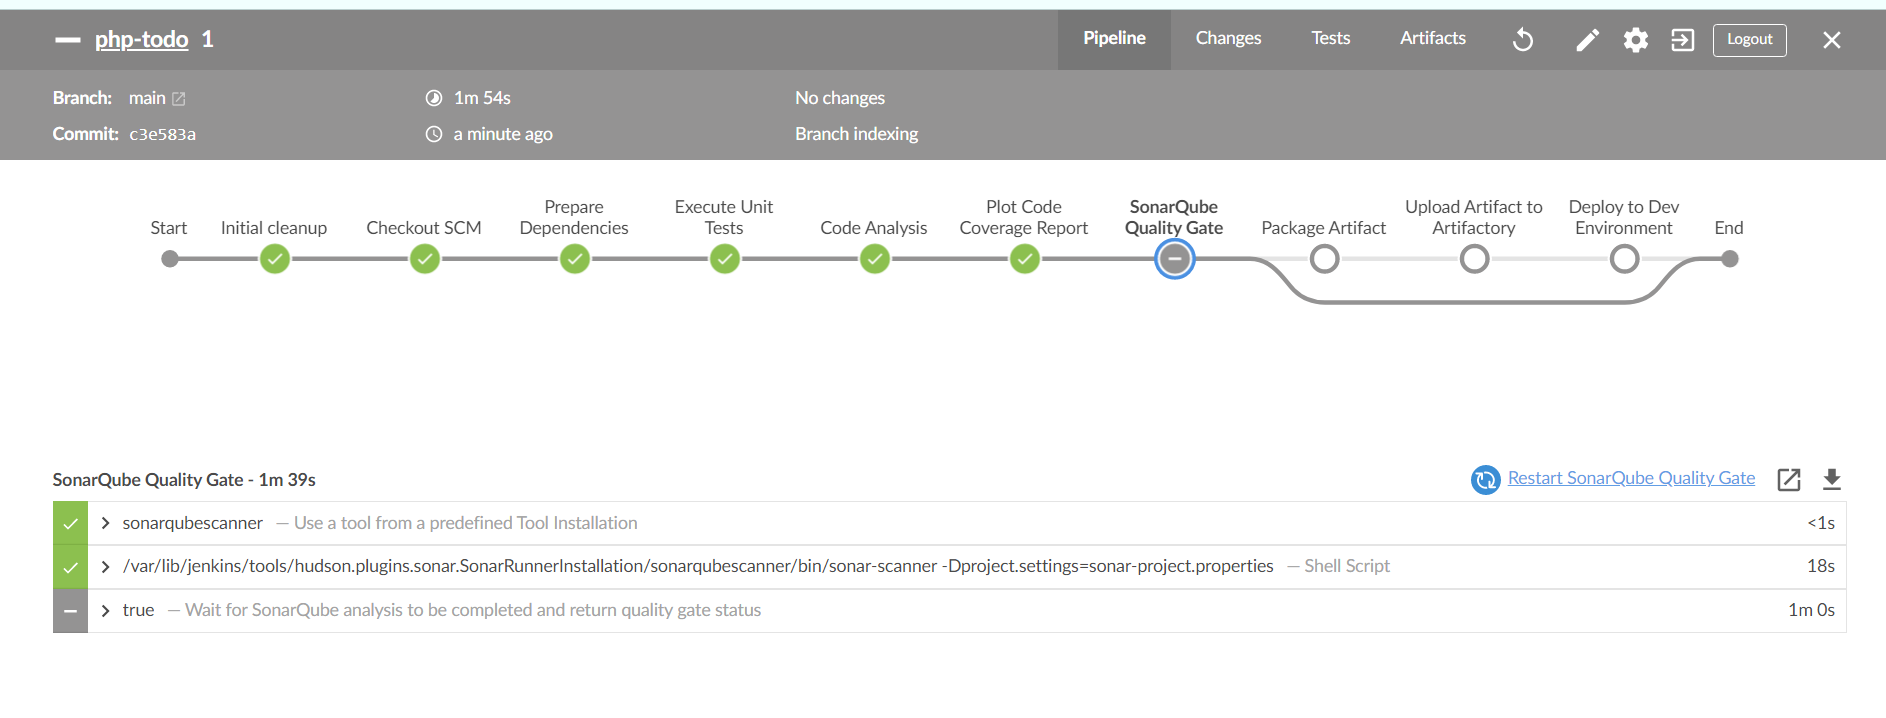 php-todo 1
Pipeline
Changes
Tests
Artifacts
Logout
Branch: main
1m 54s
No changes
Commit: c3e583a
a minute ago
Branch indexing
Start
Initial cleanup
Checkout SCM
Prepare
Dependencies
Execute Unit
Tests
Code Analysis
Plot Code
Coverage Report
SonarQube
Quality Gate
Package Artifact
Upload Artifact to
Artifactory
Deploy to Dev
Environment
End
SonarQube Quality Gate - 1m 39s
Restart SonarQube Quality Gate
sonarqubescanner — Use a tool from a predefined Tool Installation <1s
/var/lib/jenkins/tools/hudson.plugins.sonar.SonarRunnerInstallation/sonarqubescanner/bin/sonar-scanner -Dproject.settings=sonar-project.properties — Shell Script 18s
true — Wait for SonarQube analysis to be completed and return quality gate status 1m 0s